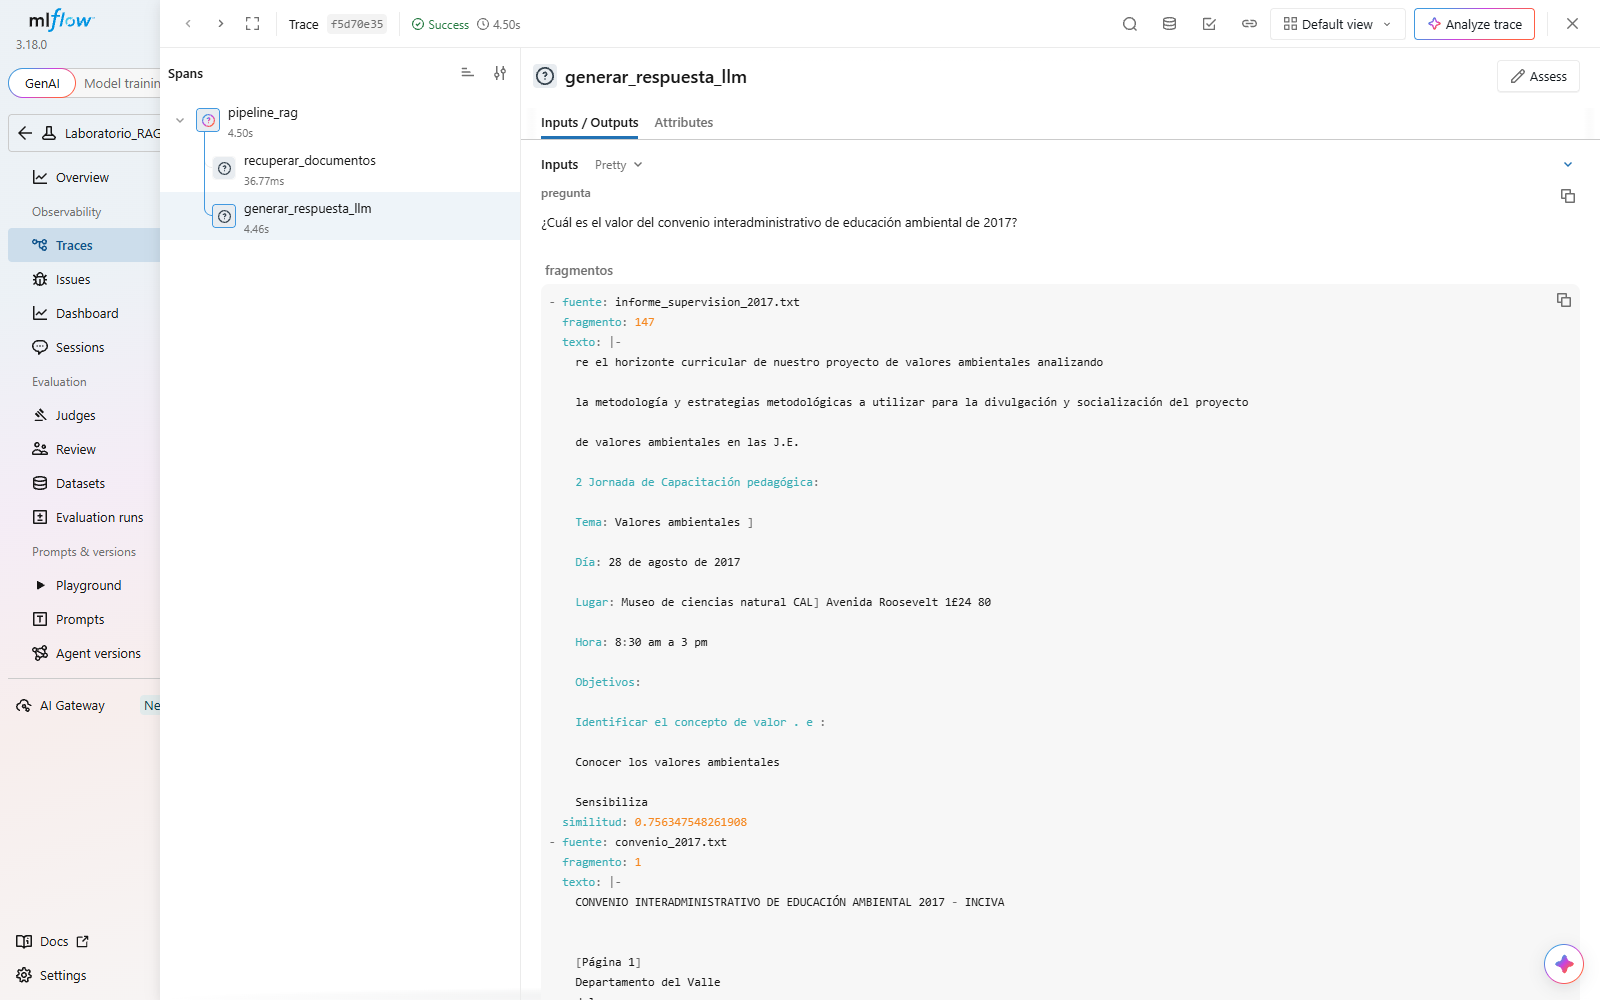 mlflow
3.18.0
GenAI
Model trainin
Laboratorio_RAG
Overview
Observability
Traces
Issues
Dashboard
Sessions
Evaluation
Judges
Review
Datasets
Evaluation runs
Prompts & versions
Playground
Prompts
Agent versions
AI Gateway
Ne
Docs
Settings
Trace f5d70e35 Success 4.50s
Default view
Analyze trace
Spans
pipeline_rag
4.50s
recuperar_documentos
36.77ms
generar_respuesta_llm
4.46s
generar_respuesta_llm
Assess
Inputs / Outputs Attributes
Inputs Pretty
pregunta
¿Cuál es el valor del convenio interadministrativo de educación ambiental de 2017?
fragmentos
- fuente: informe_supervision_2017.txt
fragmento: 147
texto: |-
re el horizonte curricular de nuestro proyecto de valores ambientales analizando
la metodología y estrategias metodológicas a utilizar para la divulgación y socialización del proyecto
de valores ambientales en las J.E.
2 Jornada de Capacitación pedagógica:
Tema: Valores ambientales ]
Día: 28 de agosto de 2017
Lugar: Museo de ciencias natural CAL] Avenida Roosevelt 1£24 80
Hora: 8:30 am a 3 pm
Objetivos:
Identificar el concepto de valor . e :
Conocer los valores ambientales
Sensibiliza
similitud: 0.756347548261908
- fuente: convenio_2017.txt
fragmento: 1
texto: |-
CONVENIO INTERADMINISTRATIVO DE EDUCACIÓN AMBIENTAL 2017 - INCIVA
[Página 1]
Departamento del Valle